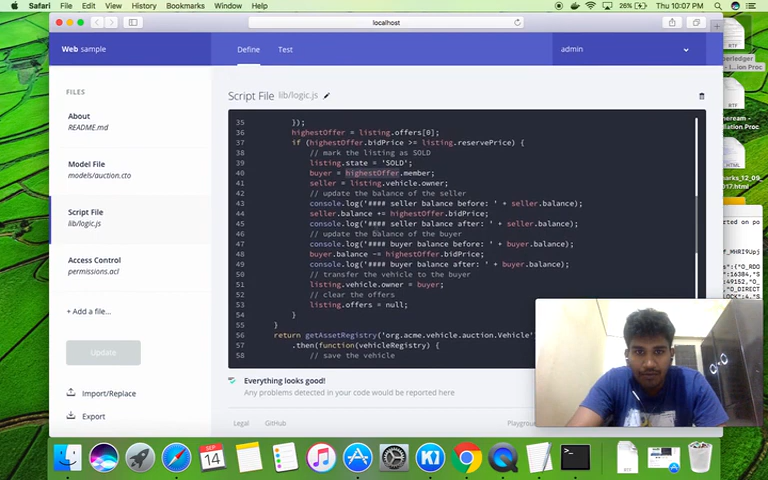 Safari File Edit View History Bookmarks Window Help 26% Thu 10:07 PM
localhost
Web sample Define Test admin
FILES
About
README.md
Model File
models/auction.cto
Script File
lib/logic.js
Access Control
permissions.acl
+ Add a file...
Update
Import/Replace
Export
Script File lib/logic.js
35 });
36 highestOffer = listing.offers[0];
37 if (highestOffer.bidPrice >= listing.reservePrice) {
38 // mark the listing as SOLD
39 listing.state = 'SOLD';
40 buyer = highestOffer.member;
41 seller = listing.vehicle.owner;
42 // update the balance of the seller
43 console.log('#### seller balance before: ' + seller.balance);
44 seller.balance += highestOffer.bidPrice;
45 console.log('#### seller balance after: ' + seller.balance);
46 // update the balance of the buyer
47 console.log('#### buyer balance before: ' + buyer.balance);
48 buyer.balance -= highestOffer.bidPrice;
49 console.log('#### buyer balance after: ' + buyer.balance);
50 // transfer the vehicle to the buyer
51 listing.vehicle.owner = buyer;
52 // clear the offers
53 listing.offers = null;
54 }
55 }
56 return getAssetRegistry('org.acme.vehicle.auction.Vehicle')
57 .then(function(vehicleRegistry) {
58 // save the vehicle
Everything looks good!
Any problems detected in your code would be reported here
Legal GitHub
RTF
RTF
HTML
SEP
14